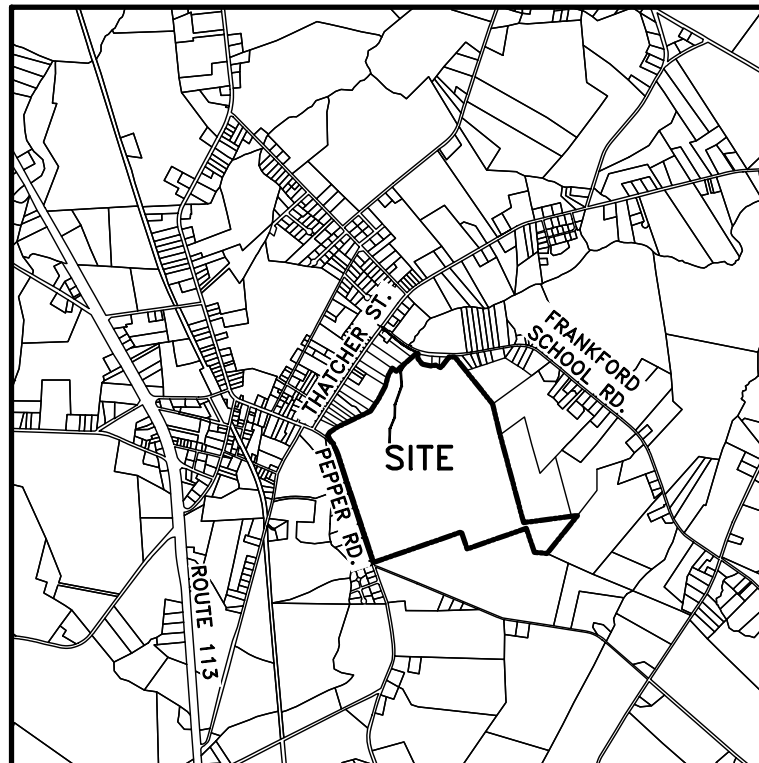 THATCHER ST.
FRANKFORD
SCHOOL RD.
SITE
PEPPER RD.
ROUTE 113